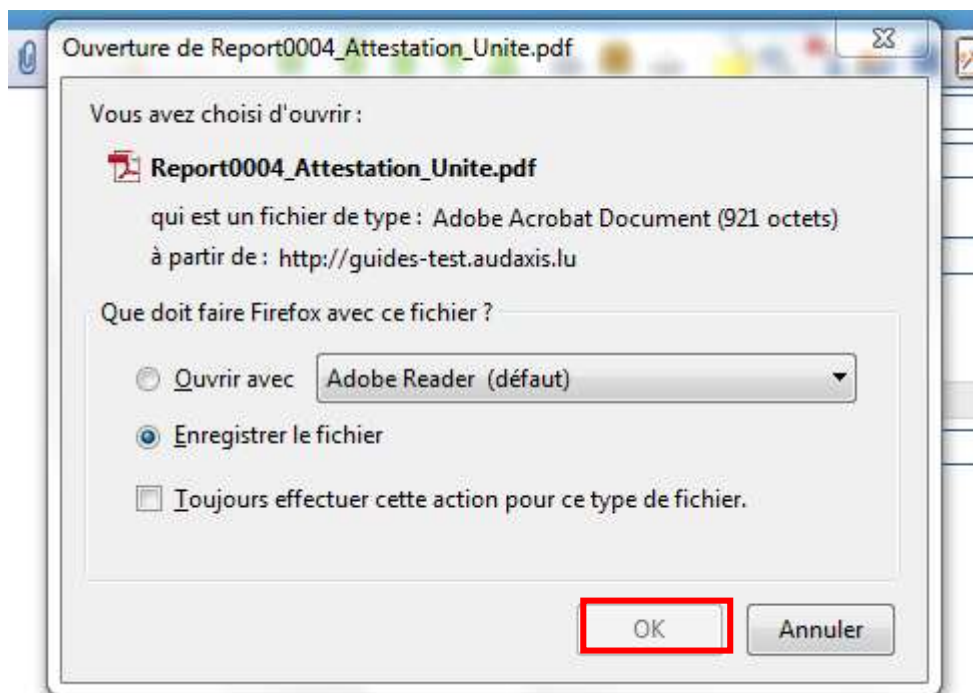 Ouverture de Report0004_Attestation_Unite.pdf
Vous avez choisi d'ouvrir :
Report0004_Attestation_Unite.pdf
qui est un fichier de type : Adobe Acrobat Document (921 octets)
à partir de : http://guides-test.audaxis.lu
Que doit faire Firefox avec ce fichier ?
Ouvrir avec Adobe Reader (défaut)
Enregistrer le fichier
Toujours effectuer cette action pour ce type de fichier.
OK Annuler